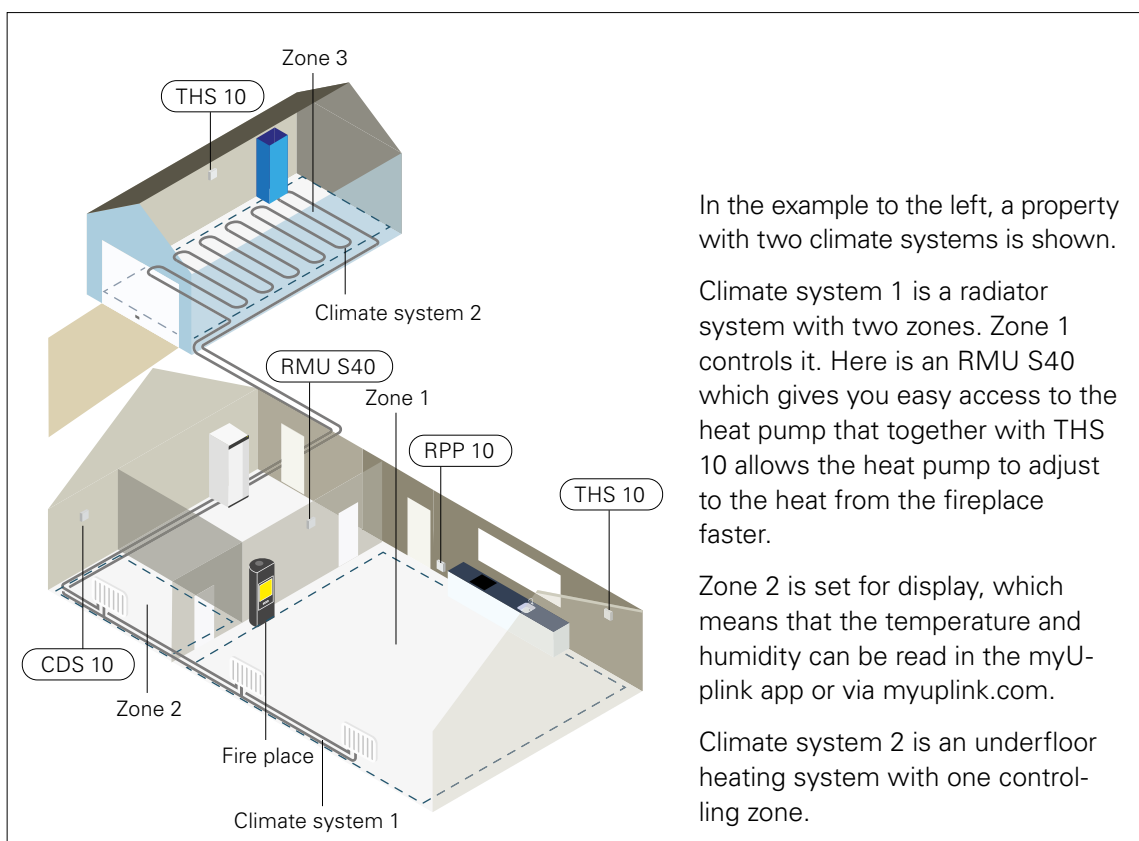 Zone 3
THS 10
Climate system 2
RMU S40
Zone 1
RPP 10
THS 10
CDS 10
Zone 2
Fire place
Climate system 1
In the example to the left, a property
with two climate systems is shown.
Climate system 1 is a radiator
system with two zones. Zone 1
controls it. Here is an RMU S40
which gives you easy access to the
heat pump that together with THS
10 allows the heat pump to adjust
to the heat from the fireplace
faster.
Zone 2 is set for display, which
means that the temperature and
humidity can be read in the myU-
plink app or via myuplink.com.
Climate system 2 is an underfloor
heating system with one control-
ling zone.